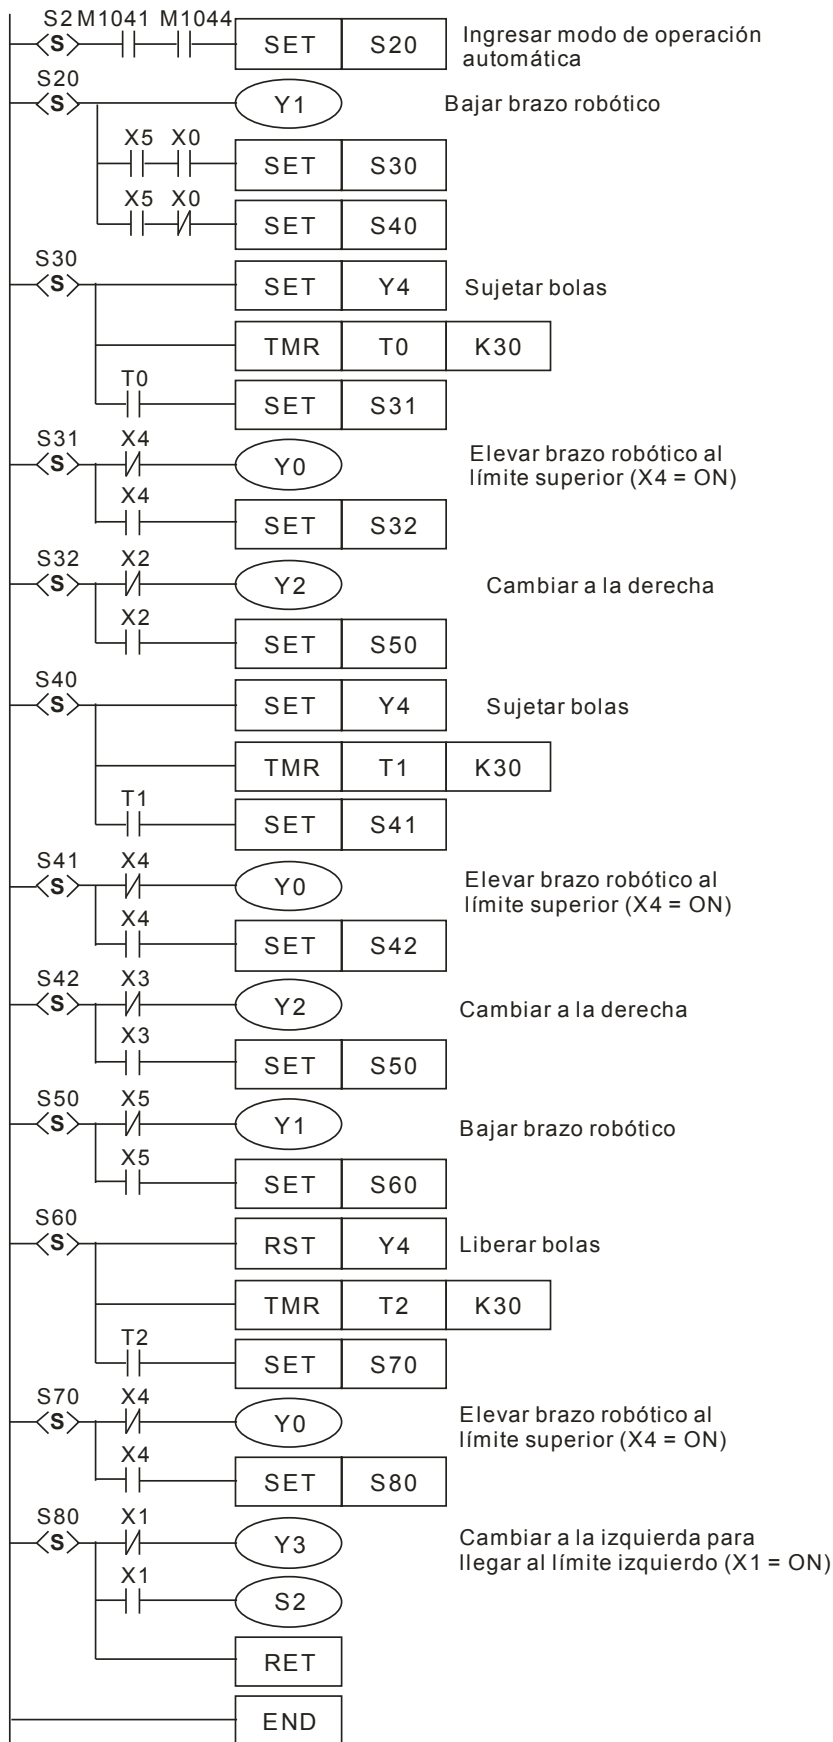 S2 M1041 M1044
S SET S20 Ingresar modo de operación
automática
S20
S Y1 Bajar brazo robótico
X5 X0
SET S30
X5 X0
SET S40
S30
S SET Y4 Sujetar bolas
TMR T0 K30
T0
SET S31
S31 X4
S Y0 Elevar brazo robótico al
límite superior (X4 = ON)
X4
SET S32
S32 X2
S Y2 Cambiar a la derecha
X2
SET S50
S40
S SET Y4 Sujetar bolas
TMR T1 K30
T1
SET S41
S41 X4
S Y0 Elevar brazo robótico al
límite superior (X4 = ON)
X4
SET S42
S42 X3
S Y2 Cambiar a la derecha
X3
SET S50
S50 X5
S Y1 Bajar brazo robótico
X5
SET S60
S60
S RST Y4 Liberar bolas
TMR T2 K30
T2
SET S70
S70 X4
S Y0 Elevar brazo robótico al
límite superior (X4 = ON)
X4
SET S80
S80 X1
S Y3 Cambiar a la izquierda para
llegar al límite izquierdo (X1 = ON)
X1
S2
RET
END